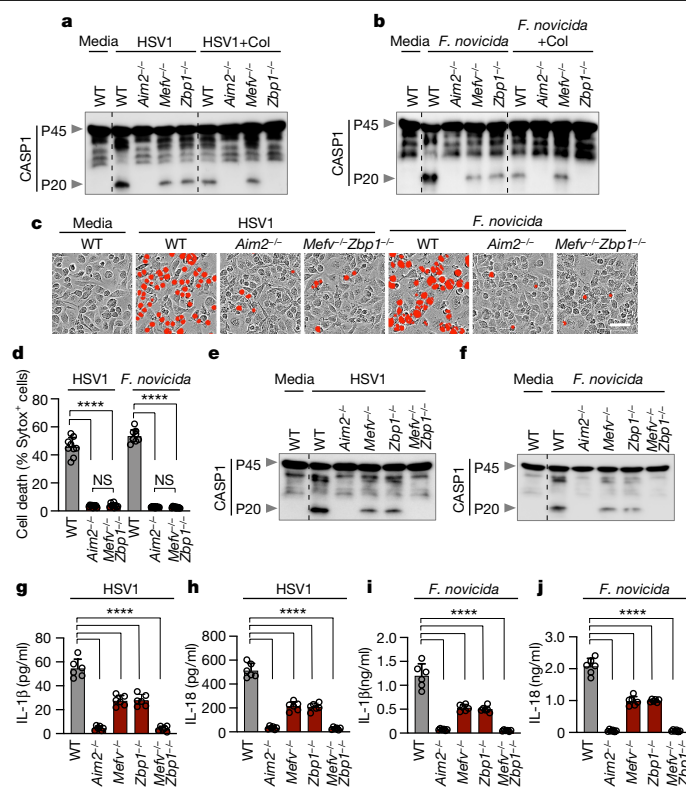 a
Media HSV1 HSV1+Col
WT WT Aim2–/– Mefv–/– Zbp1–/– WT Aim2–/– Mefv–/– Zbp1–/–
P45
CASP1
P20
b
F. novicida
Media F. novicida +Col
WT WT Aim2–/– Mefv–/– Zbp1–/– WT Aim2–/– Mefv–/– Zbp1–/–
P45
CASP1
P20
c
Media HSV1 F. novicida
WT WT Aim2–/– Mefv–/–Zbp1–/– WT Aim2–/– Mefv–/–Zbp1–/–
d
HSV1 F. novicida
**** ****
Cell death (% Sytox+ cells)
80
60
40
20
0
NS NS
WT Aim2–/– Mefv–/– Zbp1–/– WT Aim2–/– Mefv–/– Zbp1–/–
e
Media HSV1
WT WT Aim2–/– Mefv–/– Zbp1–/– Mefv–/– Zbp1–/–
P45
CASP1
P20
f
Media F. novicida
WT WT Aim2–/– Mefv–/– Zbp1–/– Mefv–/– Zbp1–/–
P45
CASP1
P20
g
HSV1
****
IL-1β (pg/ml)
80
60
40
20
0
WT Aim2–/– Mefv–/– Zbp1–/– Mefv–/– Zbp1–/–
h
HSV1
****
IL-18 (pg/ml)
800
600
400
200
0
WT Aim2–/– Mefv–/– Zbp1–/– Mefv–/– Zbp1–/–
i
F. novicida
****
IL-1β(ng/ml)
2.0
1.5
1.0
0.5
0
WT Aim2–/– Mefv–/– Zbp1–/– Mefv–/– Zbp1–/–
j
F. novicida
****
IL-18 (ng/ml)
3.0
2.0
1.0
0
WT Aim2–/– Mefv–/– Zbp1–/– Mefv–/– Zbp1–/–